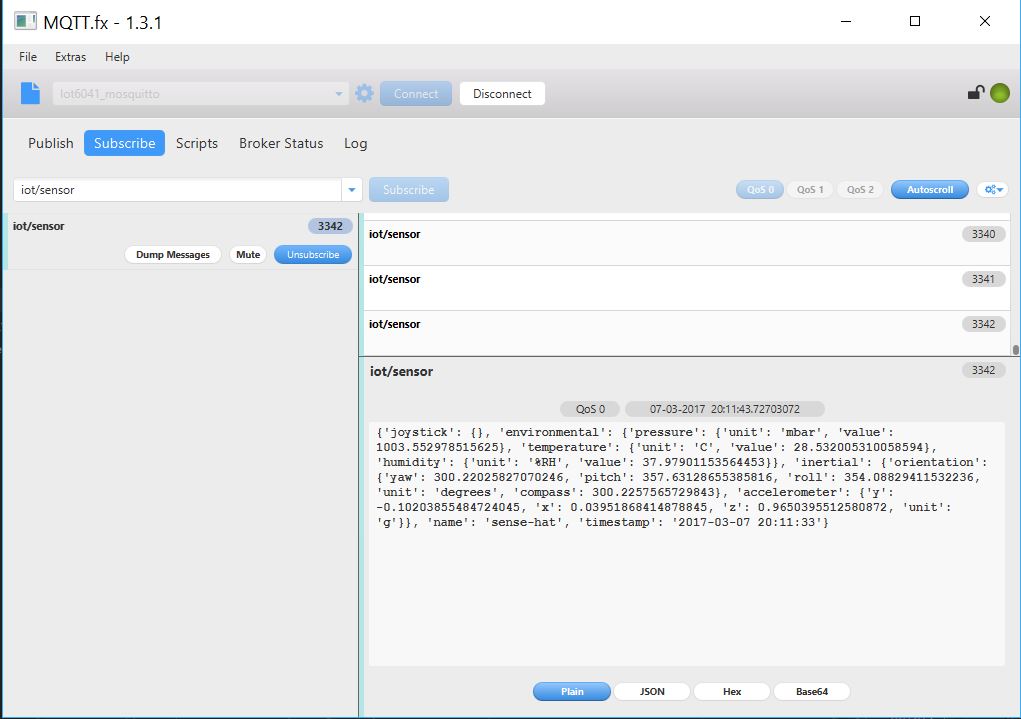 MQTT.fx - 1.3.1
File Extras Help
Iot6041_mosquitto Connect Disconnect
Publish Subscribe Scripts Broker Status Log
iot/sensor Subscribe QoS 0 QoS 1 QoS 2 Autoscroll
iot/sensor 3342
Dump Messages Mute Unsubscribe
iot/sensor 3340
iot/sensor 3341
iot/sensor 3342
iot/sensor 3342
QoS 0 07-03-2017 20:11:43.72703072
{'joystick': {}, 'environmental': {'pressure': {'unit': 'mbar', 'value':
1003.552978515625}, 'temperature': {'unit': 'C', 'value': 28.532005310058594},
'humidity': {'unit': '%RH', 'value': 37.97901153564453}}, 'inertial': {'orientation':
{'yaw': 300.22025827070246, 'pitch': 357.63128655385816, 'roll': 354.08829411532236,
'unit': 'degrees', 'compass': 300.2257565729843}, 'accelerometer': {'y':
-0.10203855484724045, 'x': 0.03951868414878845, 'z': 0.9650395512580872, 'unit':
'g'}}, 'name': 'sense-hat', 'timestamp': '2017-03-07 20:11:33'}
Plain JSON Hex Base64